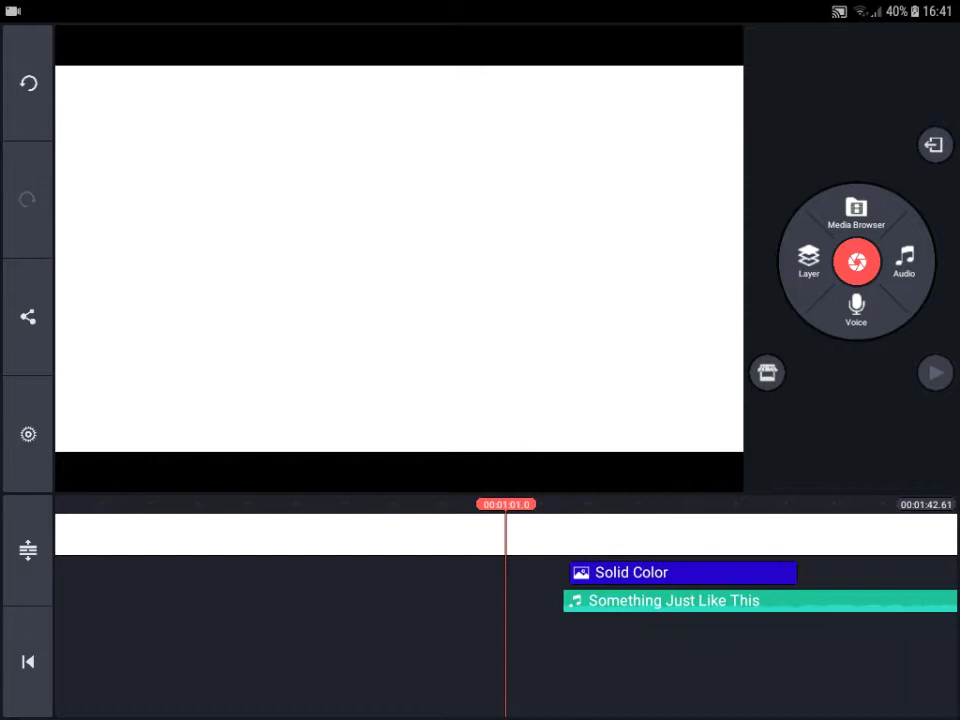 40% 16:41
Media Browser
Layer
Audio
Voice
00:01:01.0
00:01:42.61
Solid Color
Something Just Like This